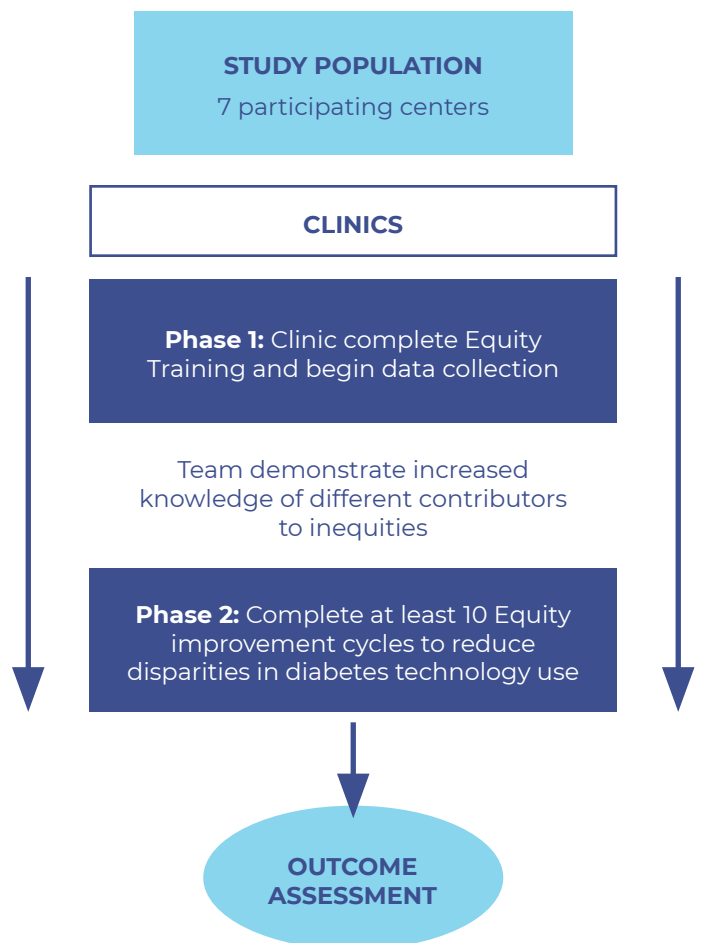 STUDY POPULATION
7 participating centers
CLINICS
Phase 1: Clinic complete Equity
Training and begin data collection
Team demonstrate increased
knowledge of different contributors
to inequities
Phase 2: Complete at least 10 Equity
improvement cycles to reduce
disparities in diabetes technology use
OUTCOME
ASSESSMENT